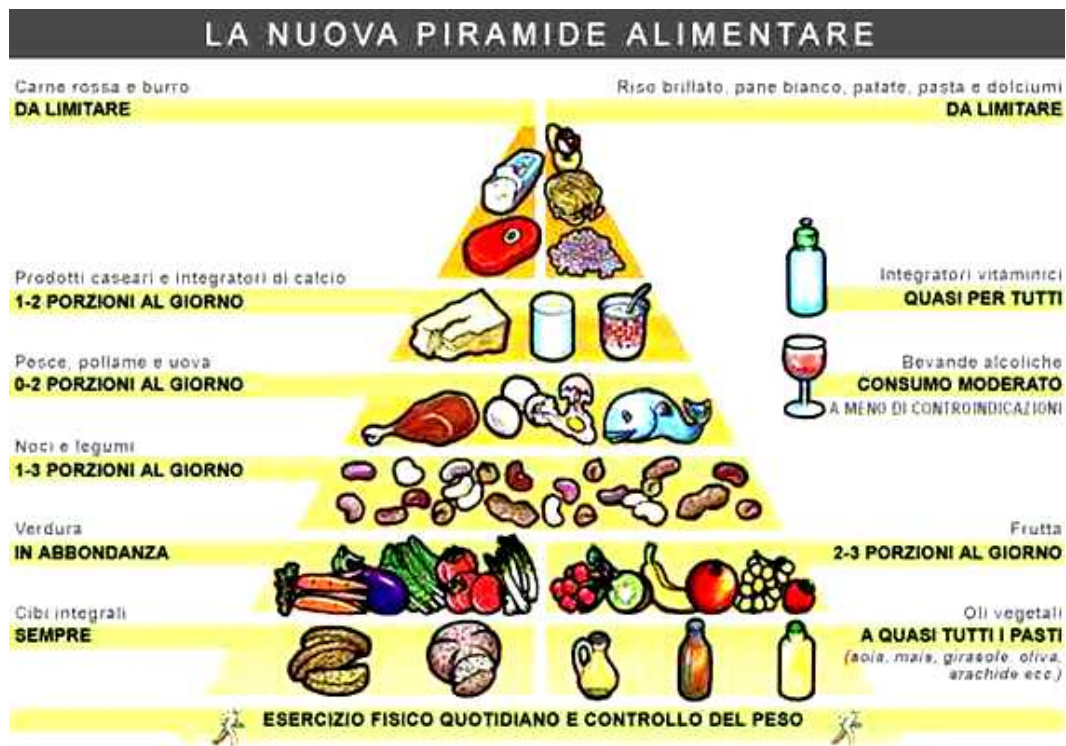 LA NUOVA PIRAMIDE ALIMENTARE
Carne rossa e burro
DA LIMITARE
Riso brillato, pane bianco, patate, pasta e dolciumi
DA LIMITARE
Prodotti caseari e integratori di calcio
1-2 PORZIONI AL GIORNO
Integratori vitaminici
QUASI PER TUTTI
Pesce, pollame e uova
0-2 PORZIONI AL GIORNO
Bevande alcoliche
CONSUMO MODERATO
A MENO DI CONTROINDICAZIONI
Noci e legumi
1-3 PORZIONI AL GIORNO
Verdura
IN ABBONDANZA
Frutta
2-3 PORZIONI AL GIORNO
Cibi integrali
SEMPRE
Oli vegetali
A QUASI TUTTI I PASTI
(soia, mais, girasole, oliva,
arachide ecc.)
ESERCIZIO FISICO QUOTIDIANO E CONTROLLO DEL PESO